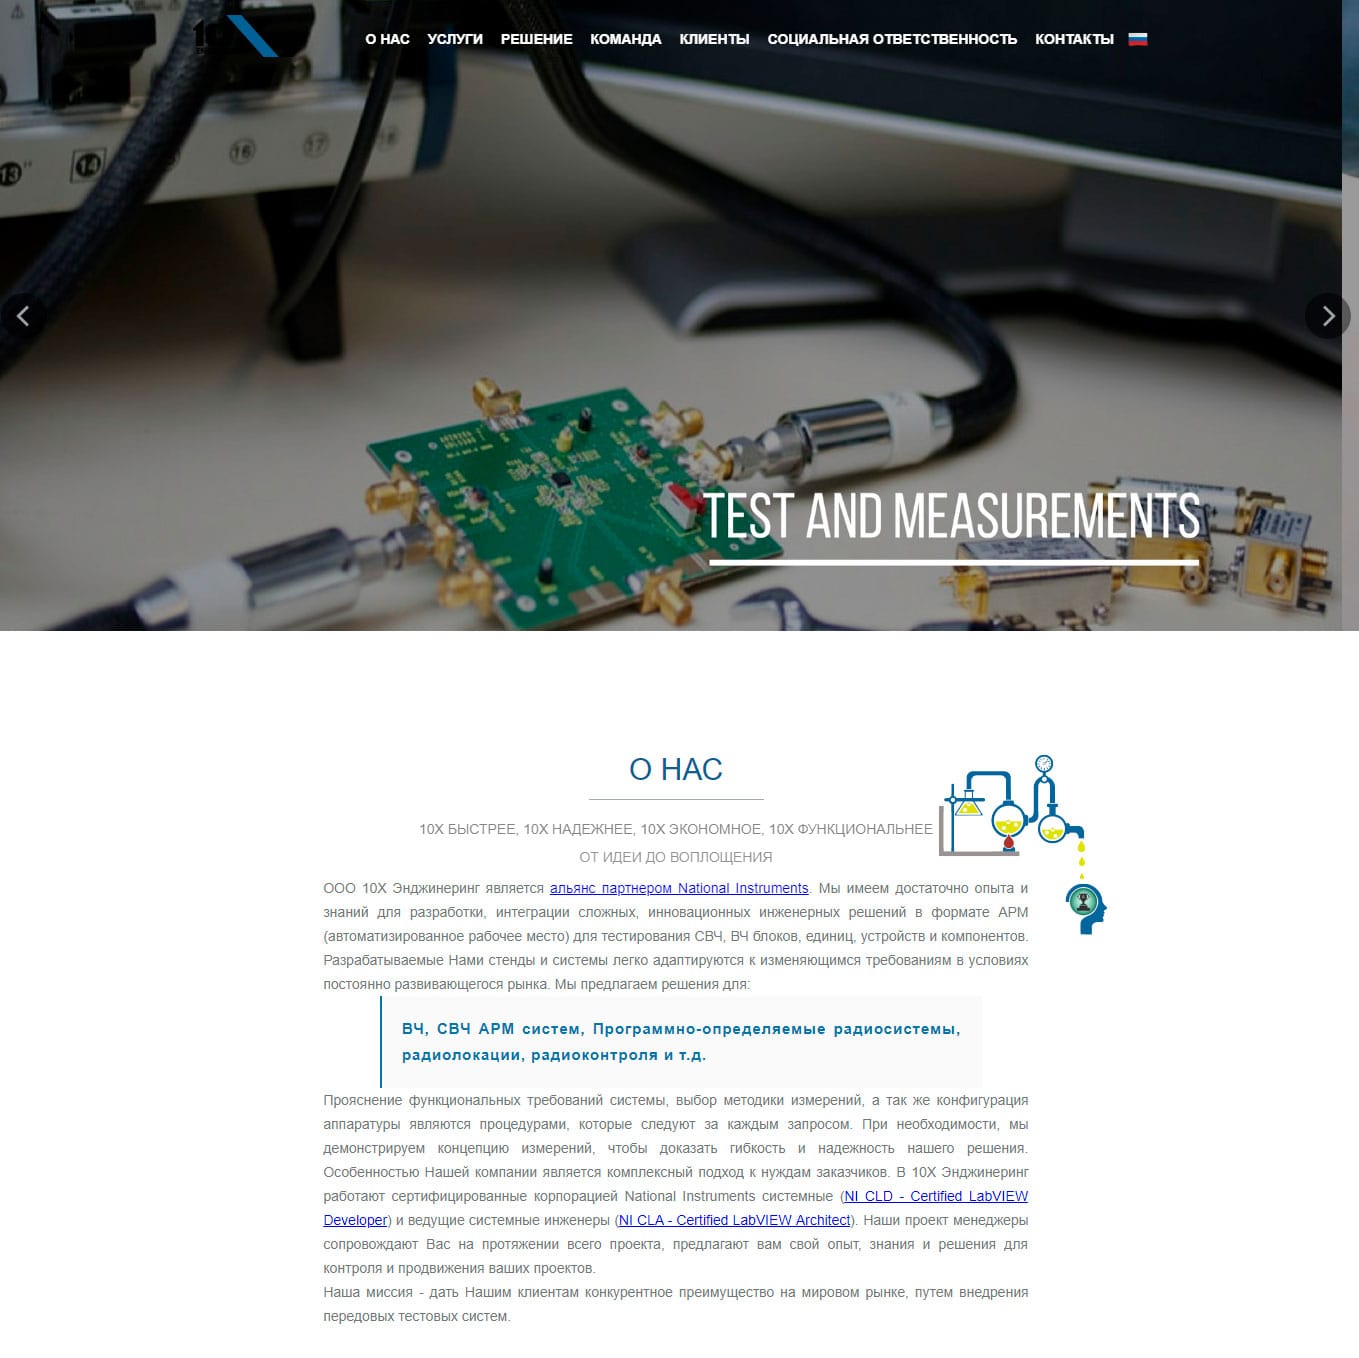 О НАС УСЛУГИ РЕШЕНИЕ КОМАНДА КЛИЕНТЫ СОЦИАЛЬНАЯ ОТВЕТСТВЕННОСТЬ КОНТАКТЫ
13 14 16 17 18
TEST AND MEASUREMENTS
О НАС
10Х БЫСТРЕЕ, 10Х НАДЕЖНЕЕ, 10Х ЭКОНОМНОЕ, 10Х ФУНКЦИОНАЛЬНЕЕ
ОТ ИДЕИ ДО ВОПЛОЩЕНИЯ
ООО 10Х Энджинеринг является альянс партнером National Instruments. Мы имеем достаточно опыта и
знаний для разработки, интеграции сложных, инновационных инженерных решений в формате АРМ
(автоматизированное рабочее место) для тестирования СВЧ, ВЧ блоков, единиц, устройств и компонентов.
Разрабатываемые Нами стенды и системы легко адаптируются к изменяющимся требованиям в условиях
постоянно развивающегося рынка. Мы предлагаем решения для:
ВЧ, СВЧ АРМ систем, Программно-определяемые радиосистемы,
радиолокации, радиоконтроля и т.д.
Прояснение функциональных требований системы, выбор методики измерений, а так же конфигурация
аппаратуры являются процедурами, которые следуют за каждым запросом. При необходимости, мы
демонстрируем концепцию измерений, чтобы доказать гибкость и надежность нашего решения.
Особенностью Нашей компании является комплексный подход к нуждам заказчиков. В 10Х Энджинеринг
работают сертифицированные корпорацией National Instruments системные (NI CLD - Certified LabVIEW
Developer) и ведущие системные инженеры (NI CLA - Certified LabVIEW Architect). Наши проект менеджеры
сопровождают Вас на протяжении всего проекта, предлагают вам свой опыт, знания и решения для
контроля и продвижения ваших проектов.
Наша миссия - дать Нашим клиентам конкурентное преимущество на мировом рынке, путем внедрения
передовых тестовых систем.